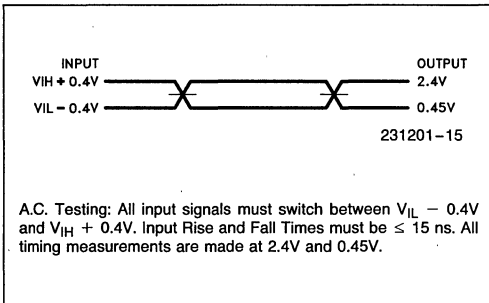 INPUT OUTPUT
VIH + 0.4V 2.4V
VIL – 0.4V 0.45V
231201–15
A.C. Testing: All input signals must switch between VIL − 0.4V
and VIH + 0.4V. Input Rise and Fall Times must be ≤ 15 ns. All
timing measurements are made at 2.4V and 0.45V.